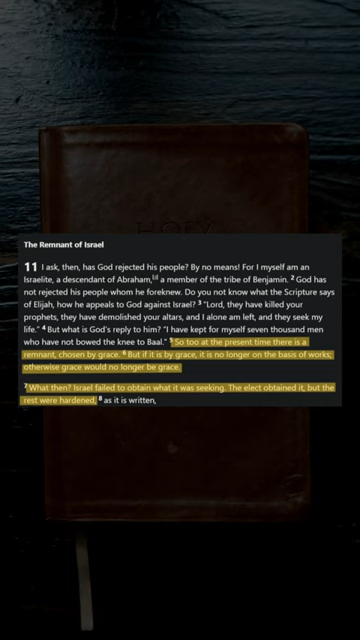 HOLY
The Remnant of Israel
11 I ask, then, has God rejected his people? By no means! For I myself am an
Israelite, a descendant of Abraham,[a] a member of the tribe of Benjamin. 2 God has
not rejected his people whom he foreknew. Do you not know what the Scripture says
of Elijah, how he appeals to God against Israel? 3 “Lord, they have killed your
prophets, they have demolished your altars, and I alone am left, and they seek my
life.” 4 But what is God’s reply to him? “I have kept for myself seven thousand men
who have not bowed the knee to Baal.” 5 So too at the present time there is a
remnant, chosen by grace. 6 But if it is by grace, it is no longer on the basis of works;
otherwise grace would no longer be grace.
7 What then? Israel failed to obtain what it was seeking. The elect obtained it, but the
rest were hardened, 8 as it is written,